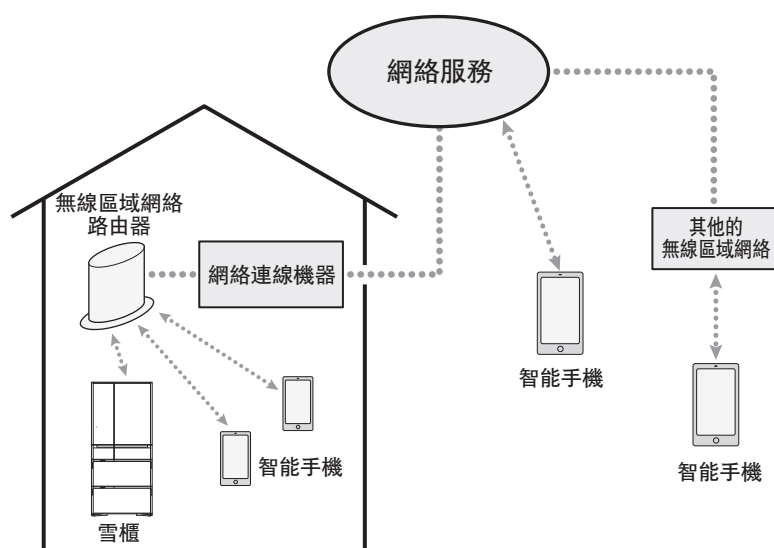 網絡服務
無線區域網絡
路由器
網絡連線機器
其他的
無線區域網絡
智能手機
智能手機
智能手機
雪櫃